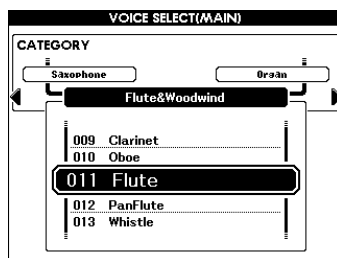 VOICE SELECT(MAIN)
CATEGORY
Saxophone Organ
Flute&Woodwind
009 Clarinet
010 Oboe
011 Flute
012 PanFlute
013 Whistle